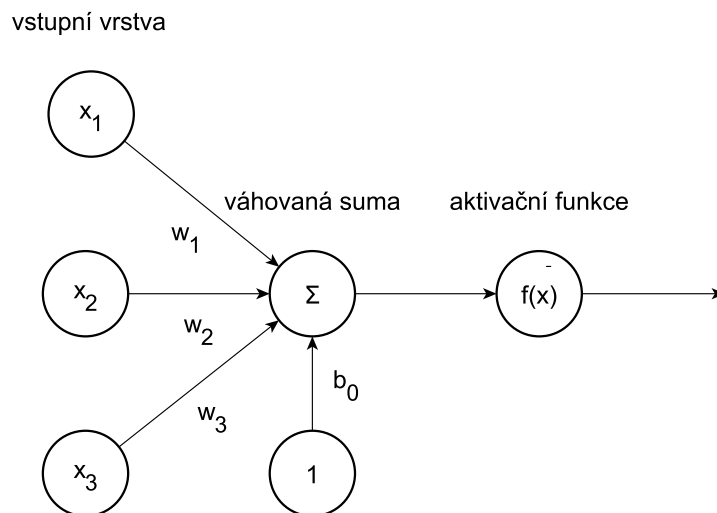 vstupní vrstva
x1
váhovaná suma
aktivační funkce
w1
x2
Σ
f(x)
w2
b0
w3
x3
1